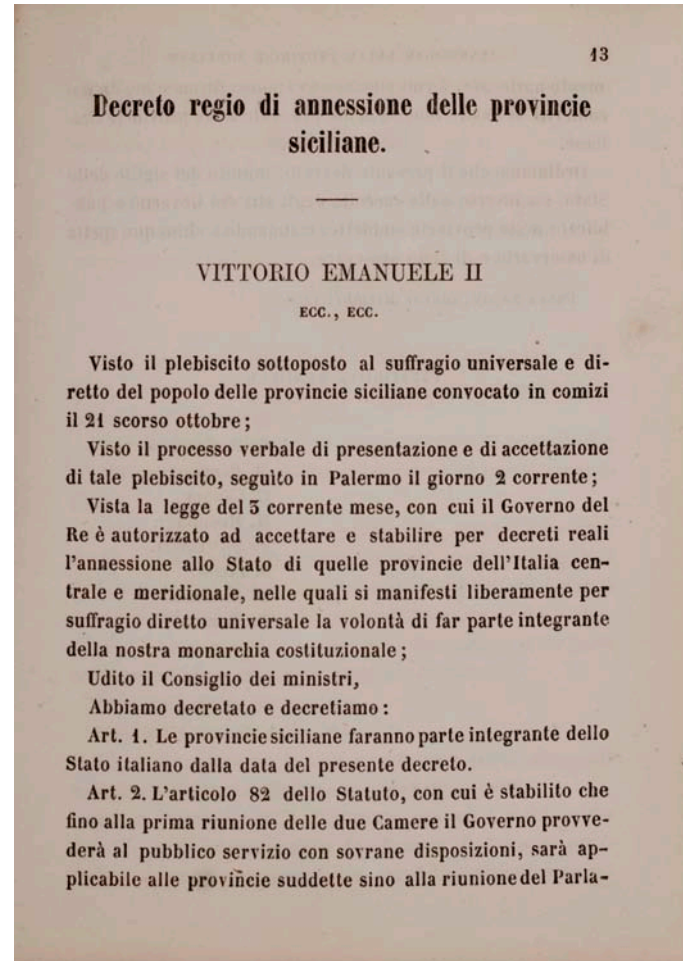 13
Decreto regio di annessione delle provincie
siciliane.
VITTORIO EMANUELE II
ECC., ECC.
Visto il plebiscito sottoposto al suffragio universale e di-
retto del popolo delle provincie siciliane convocato in comizi
il 21 scorso ottobre;
Visto il processo verbale di presentazione e di accettazione
di tale plebiscito, seguìto in Palermo il giorno 2 corrente;
Vista la legge del 3 corrente mese, con cui il Governo del
Re è autorizzato ad accettare e stabilire per decreti reali
l'annessione allo Stato di quelle provincie dell'Italia cen-
trale e meridionale, nelle quali si manifesti liberamente per
suffragio diretto universale la volontà di far parte integrante
della nostra monarchia costituzionale;
Udito il Consiglio dei ministri,
Abbiamo decretato e decretiamo:
Art. 1. Le provincie siciliane faranno parte integrante dello
Stato italiano dalla data del presente decreto.
Art. 2. L'articolo 82 dello Statuto, con cui è stabilito che
fino alla prima riunione delle due Camere il Governo provve-
derà al pubblico servizio con sovrane disposizioni, sarà ap-
plicabile alle provincie suddette sino alla riunione del Parla-